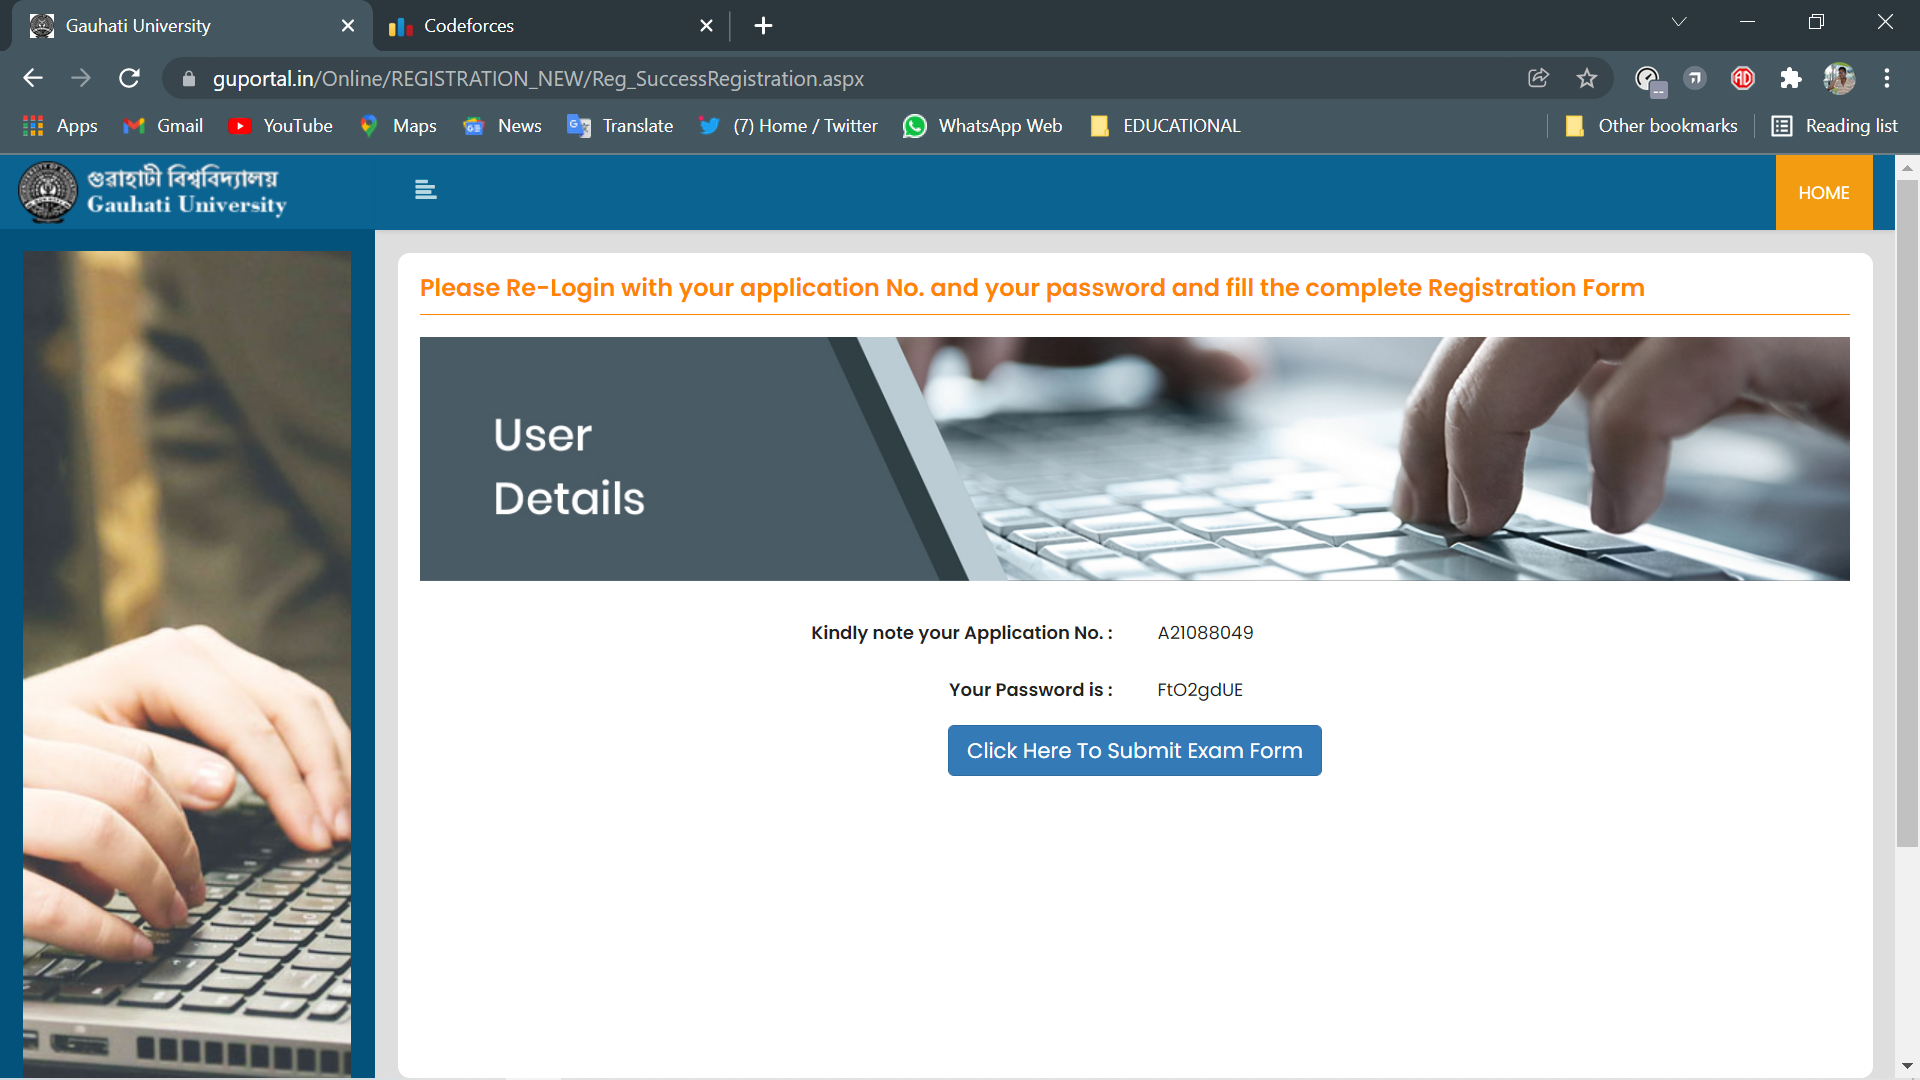 Gauhati University
Codeforces
guportal.in/Online/REGISTRATION_NEW/Reg_SuccessRegistration.aspx
AD
Apps
Gmail
YouTube
Maps
News
Translate
(7) Home / Twitter
WhatsApp Web
EDUCATIONAL
Other bookmarks
Reading list
গুৱাহাটী বিশ্ববিদ্যালয়
Gauhati University
HOME
Please Re-Login with your application No. and your password and fill the complete Registration Form
User
Details
Kindly note your Application No. : A21088049
Your Password is : FtO2gdUE
Click Here To Submit Exam Form